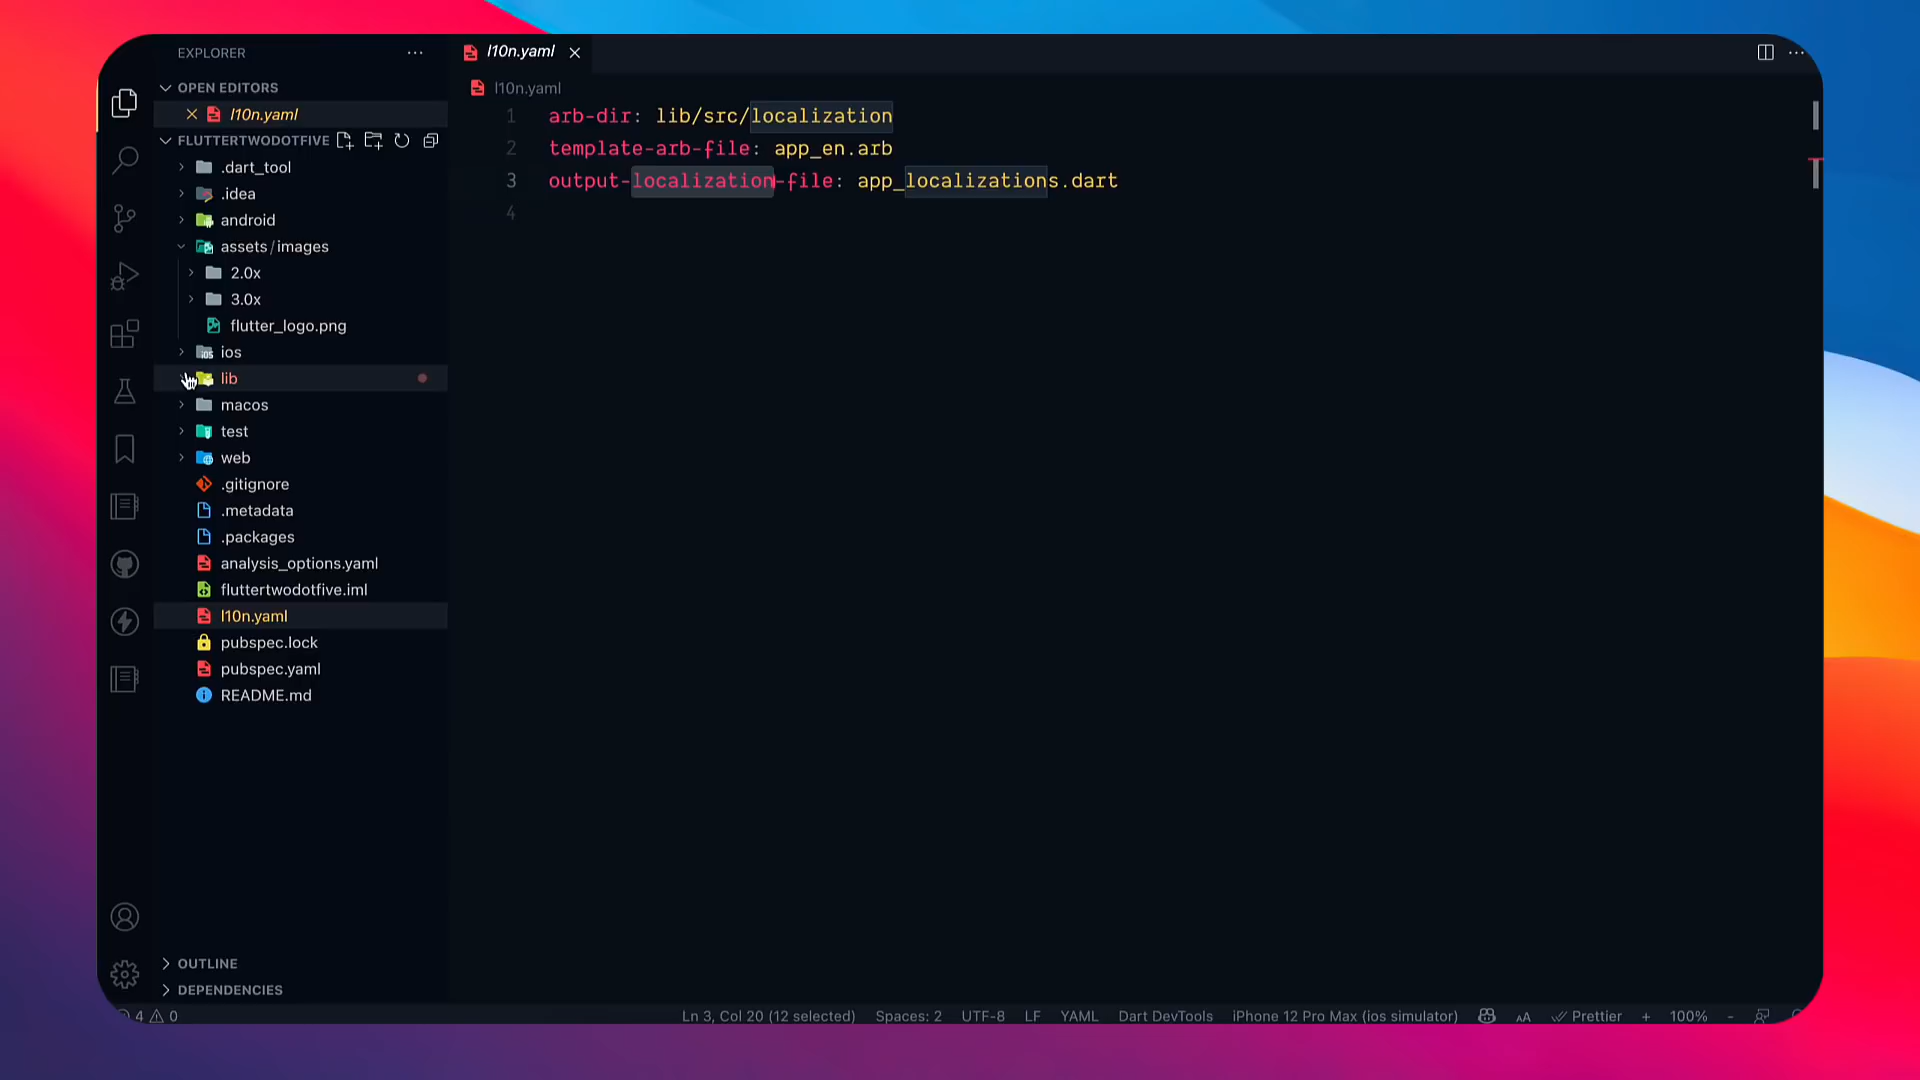 EXPLORER
OPEN EDITORS
l10n.yaml
FLUTTERTWODOTFIVE
.dart_tool
.idea
android
assets/images
2.0x
3.0x
flutter_logo.png
ios
lib
macos
test
web
.gitignore
.metadata
.packages
analysis_options.yaml
fluttertwodotfive.iml
l10n.yaml
pubspec.lock
pubspec.yaml
README.md
OUTLINE
DEPENDENCIES
l10n.yaml
l10n.yaml
1 arb-dir: lib/src/localization
2 template-arb-file: app_en.arb
3 output-localization-file: app_localizations.dart
4
4 0 Ln 3, Col 20 (12 selected) Spaces: 2 UTF-8 LF YAML Dart DevTools iPhone 12 Pro Max (ios simulator) AA Prettier + 100% -